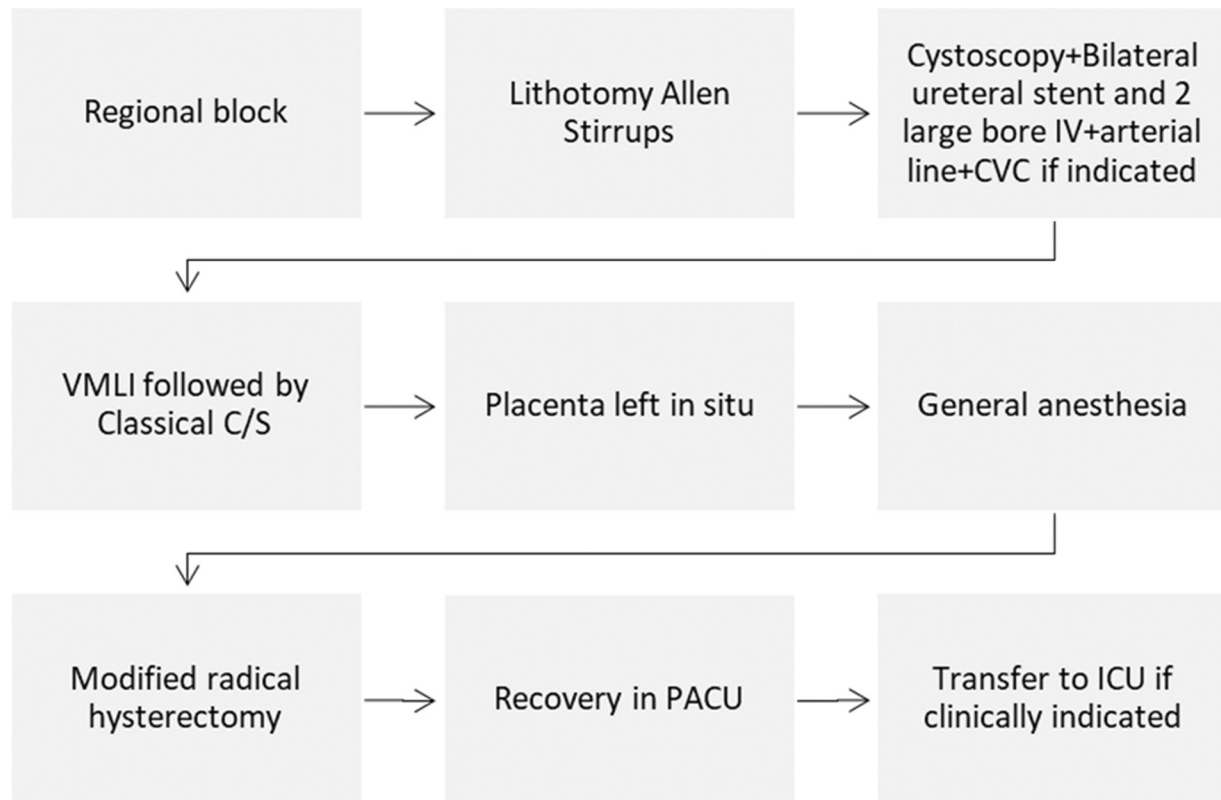 Regional block
Lithotomy Allen
Stirrups
Cystoscopy+Bilateral
ureteral stent and 2
large bore IV+arterial
line+CVC if indicated
VMLI followed by
Classical C/S
Placenta left in situ
General anesthesia
Modified radical
hysterectomy
Recovery in PACU
Transfer to ICU if
clinically indicated